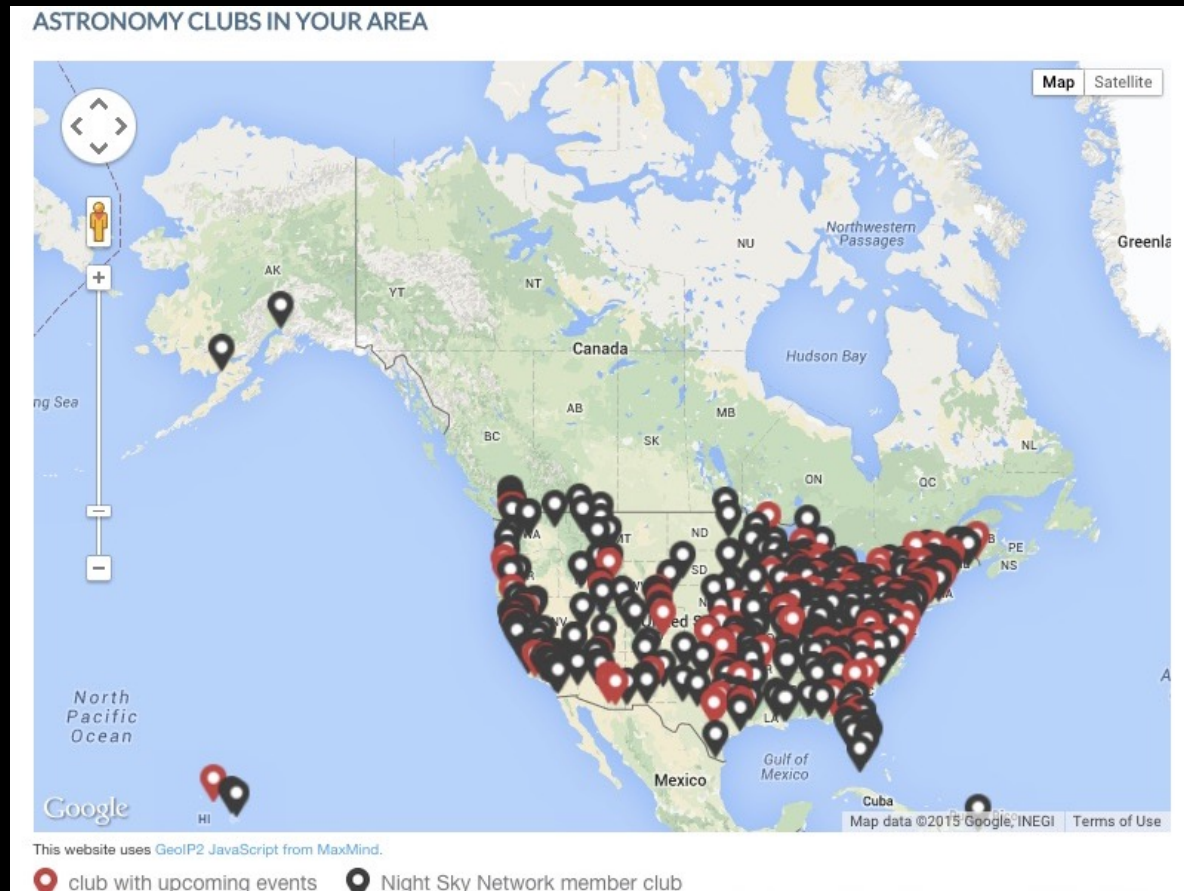 ASTRONOMY CLUBS IN YOUR AREA
Map Satellite
Northwestern
Passages
NU
Greenla
AK
YT
NT
Canada
Hudson Bay
ng Sea
AB
MB
BC
SK
NL
ON
QC
ND
PE
NS
MT
SD
North
Pacific
Ocean
LA
Gulf of
Mexico
Mexico
Cuba
HI
Google
Map data ©2015 Google, INEGI Terms of Use
This website uses GeoIP2 JavaScript from MaxMind.
club with upcoming events Night Sky Network member club